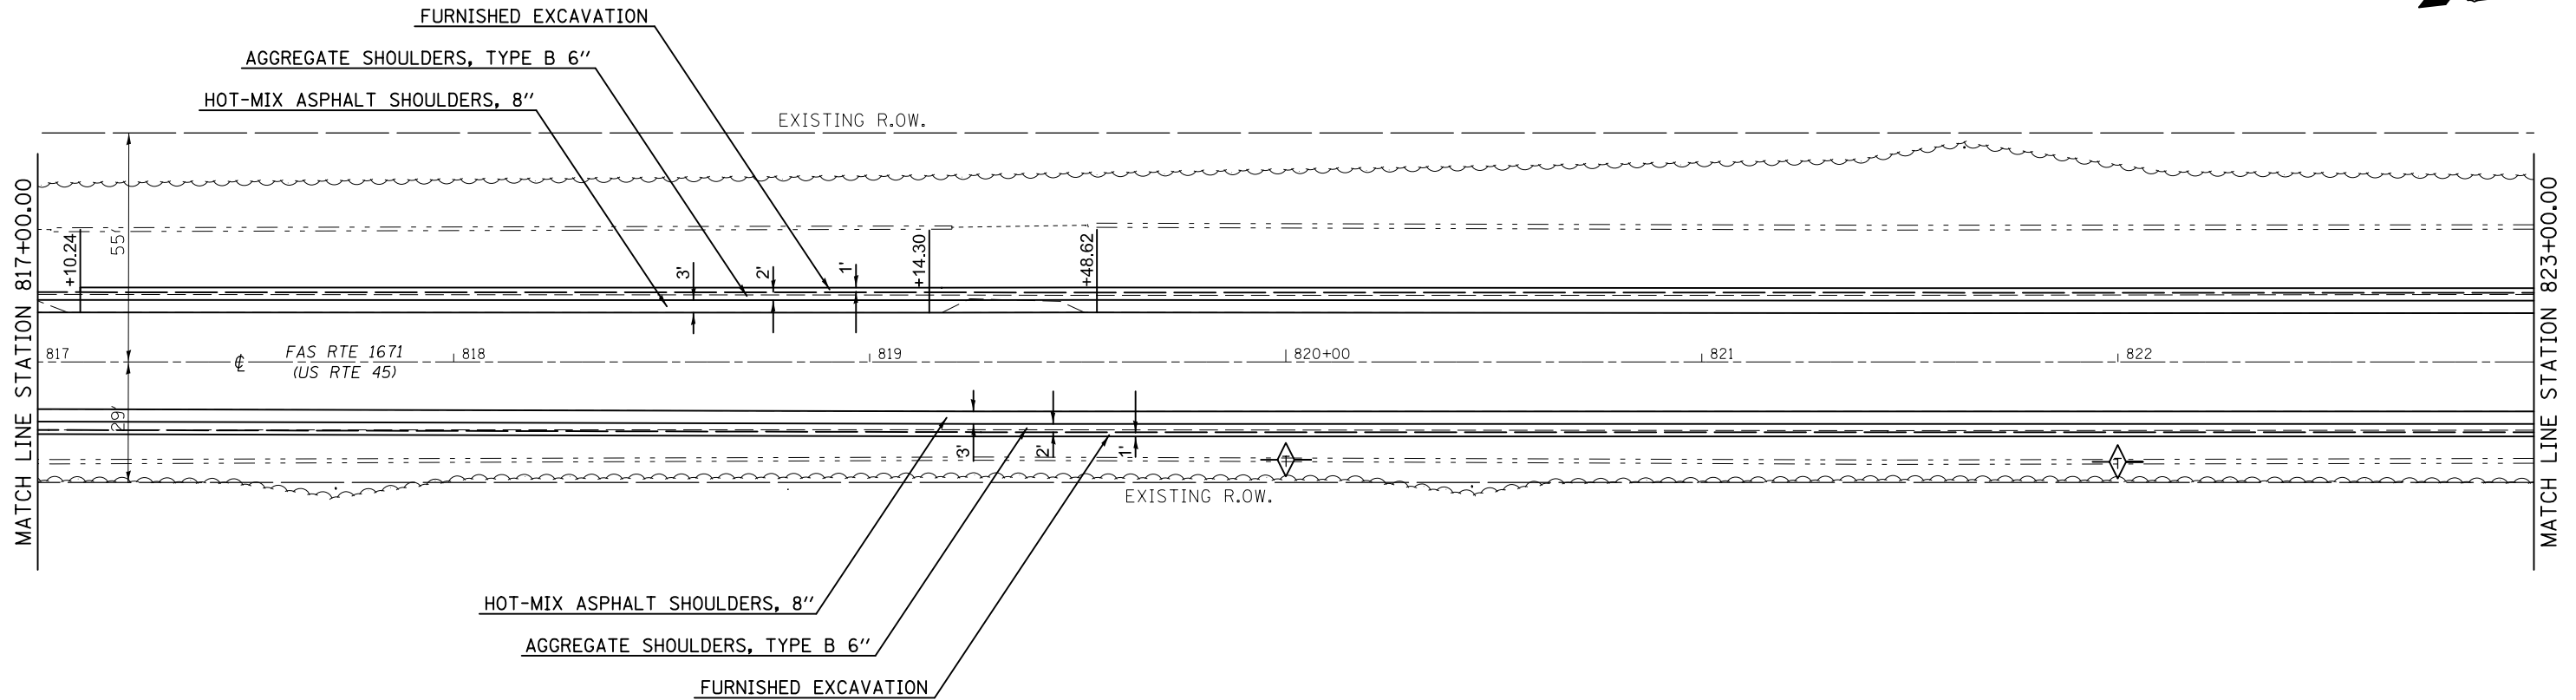 FURNISHED EXCAVATION
AGGREGATE SHOULDERS, TYPE B 6"
HOT-MIX ASPHALT SHOULDERS, 8"
EXISTING R.OW.
MATCH LINE STATION 817+00.00
MATCH LINE STATION 823+00.00
55'
+10.24
+14.30
+48.62
3'
2'
1'
817
818
819
820+00
821
822
℄
FAS RTE 1671
(US RTE 45)
29'
3'
2'
1'
T
T
EXISTING R.OW.
HOT-MIX ASPHALT SHOULDERS, 8"
AGGREGATE SHOULDERS, TYPE B 6"
FURNISHED EXCAVATION